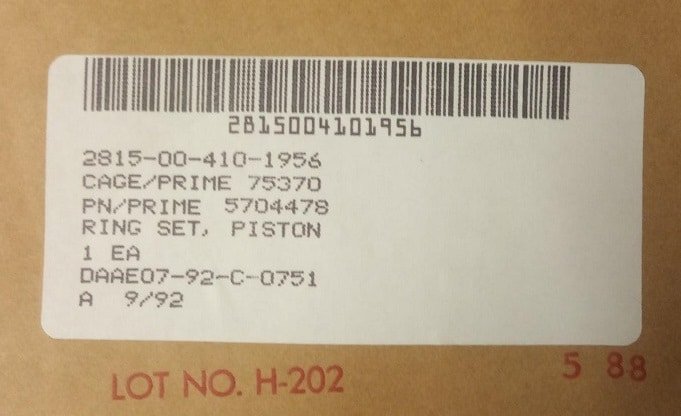 2815004101956
2815-00-410-1956
CAGE/PRIME 75370
PN/PRIME 5704478
RING SET, PISTON
1 EA
DAAE07-92-C-0751
A 9/92
LOT NO. H-202
5 88